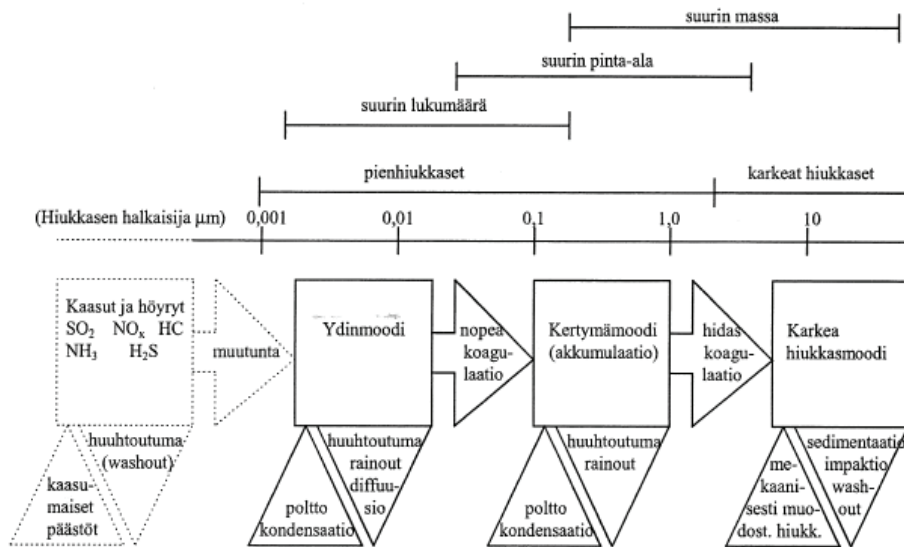 suurin massa
suurin pinta-ala
suurin lukumäärä
pienhiukkaset
karkeat hiukkaset
(Hiukkasen halkaisija μm)
0,001
0,01
0,1
1,0
10
Kaasut ja höyryt
SO₂ NOₓ HC
NH₃ H₂S
muutunta
Ydinmoodi
nopea
koagu-
laatio
Kertymämoodi
(akkumulaatio)
hidas
koagu-
laatio
Karkea
hiukkasmoodi
kaasu-
maiset
päästöt
huuhtoutuma
(washout)
poltto
kondensaatio
huuhtoutuma
rainout
diffuu-
sio
poltto
kondensaatio
huuhtoutuma
rainout
me-
kaani-
sesti muo-
dost. hiukk.
sedimentaatio
impaktio
wash-
out